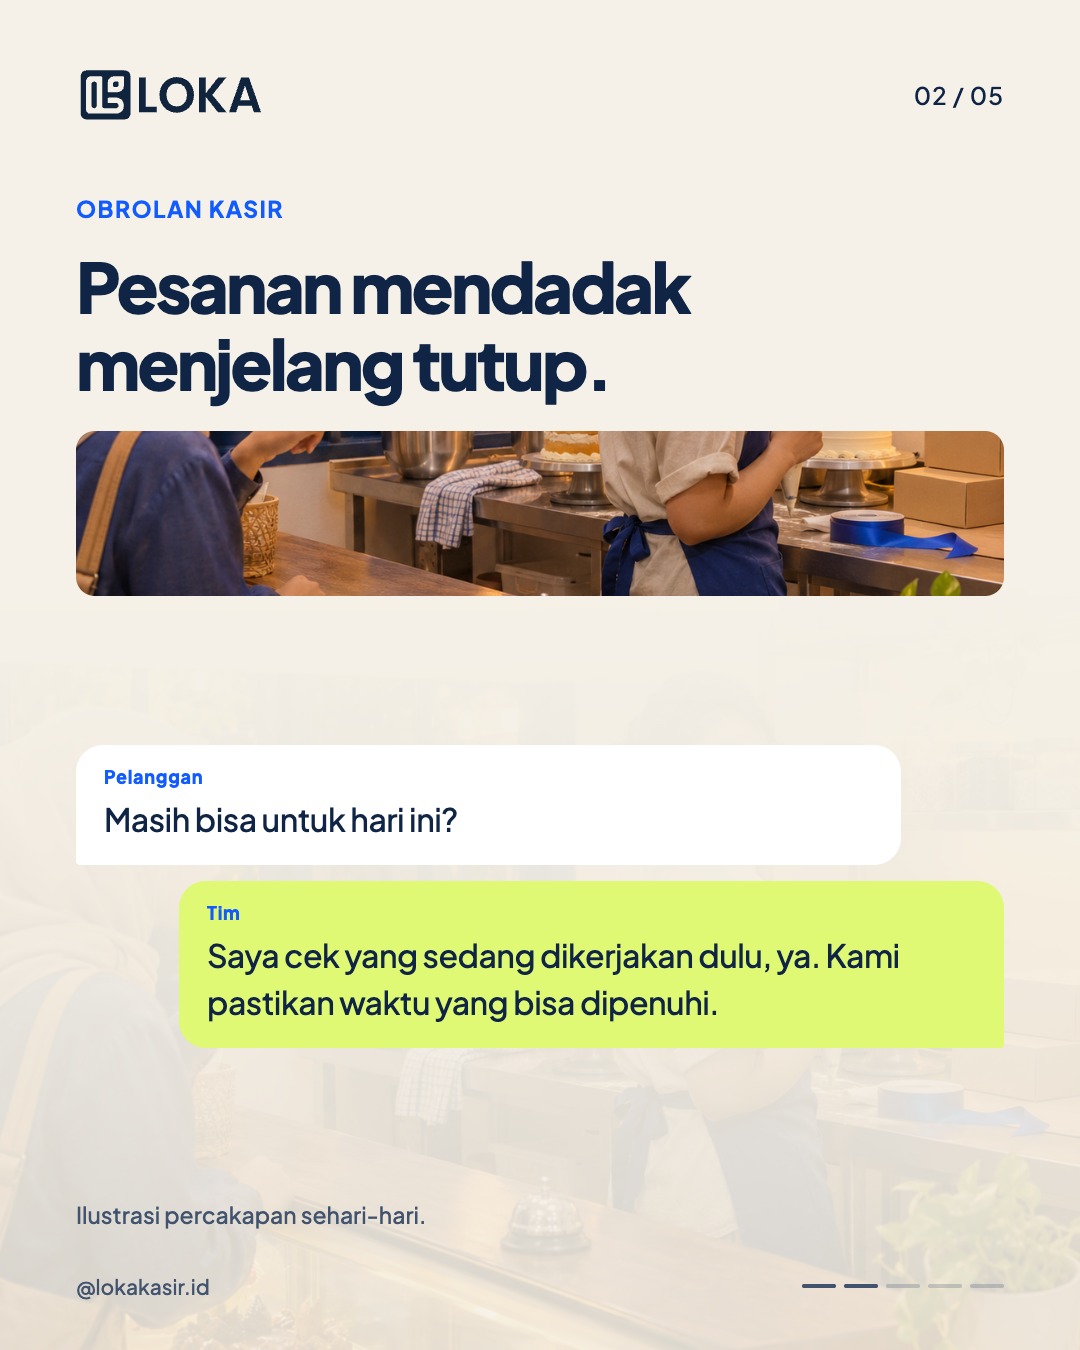 LOKA
02 / 05
OBROLAN KASIR
Pesanan mendadak
menjelang tutup.
Pelanggan
Masih bisa untuk hari ini?
Tim
Saya cek yang sedang dikerjakan dulu, ya. Kami
pastikan waktu yang bisa dipenuhi.
Ilustrasi percakapan sehari-hari.
@lokakasir.id